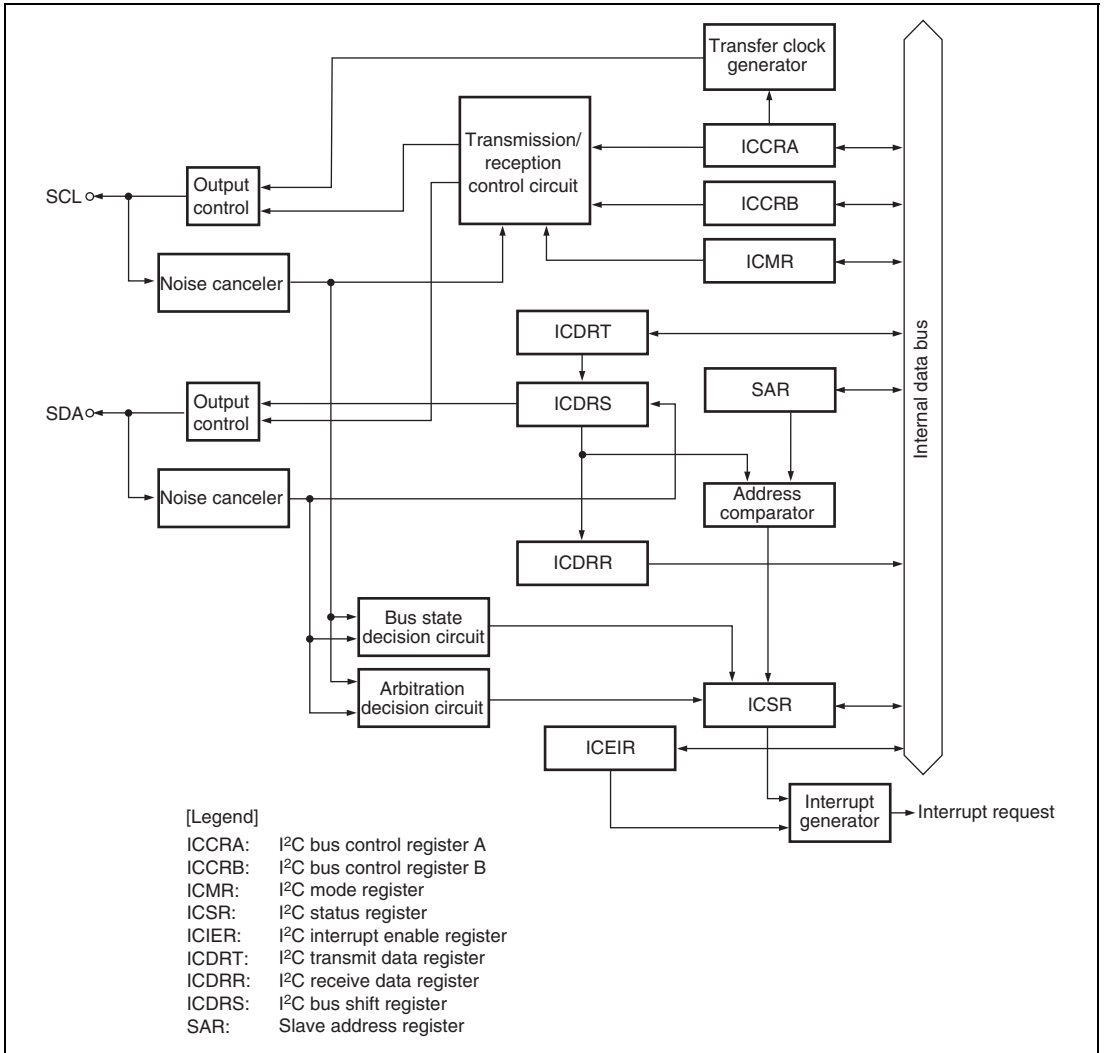 Transfer clock
generator
Transmission/
reception
control circuit
ICCRA
SCL
Output
control
ICCRB
ICMR
Noise canceler
ICDRT
Internal data bus
SAR
SDA
Output
control
ICDRS
Noise canceler
Address
comparator
ICDRR
Bus state
decision circuit
Arbitration
decision circuit
ICSR
ICEIR
Interrupt
generator
Interrupt request
[Legend]
ICCRA: I²C bus control register A
ICCRB: I²C bus control register B
ICMR: I²C mode register
ICSR: I²C status register
ICIER: I²C interrupt enable register
ICDRT: I²C transmit data register
ICDRR: I²C receive data register
ICDRS: I²C bus shift register
SAR: Slave address register